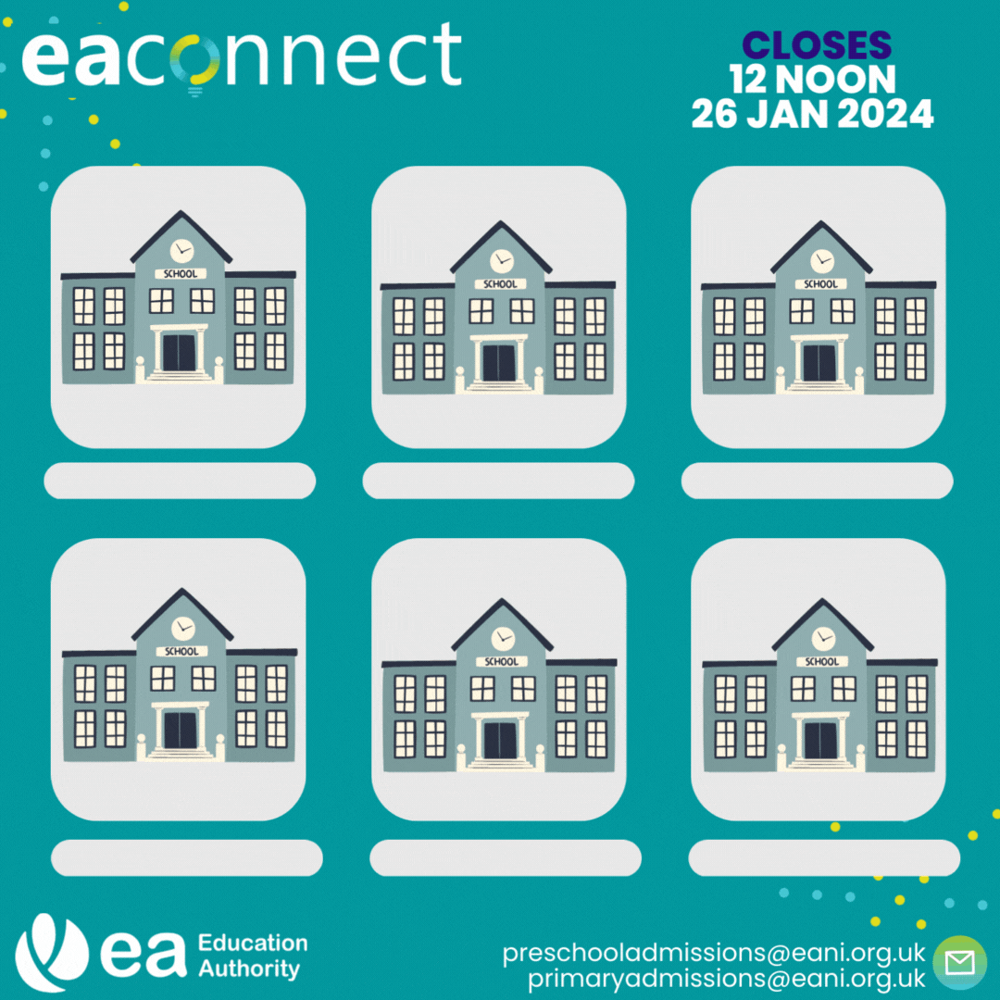 eaconnect
CLOSES
12 NOON
26 JAN 2024
SCHOOL
SCHOOL
SCHOOL
SCHOOL
SCHOOL
SCHOOL
ea Education
Authority
preschooladmissions@eani.org.uk
primaryadmissions@eani.org.uk